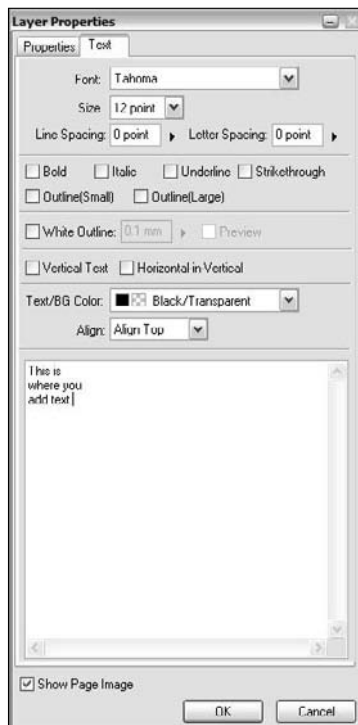 Layer Properties
Properties Text
Font: Tahoma
Size 12 point
Line Spacing: 0 point Letter Spacing: 0 point
Bold Italic Underline Strikethrough
Outline(Small) Outline(Large)
White Outline: 0.1 mm Preview
Vertical Text Horizontal in Vertical
Text/BG Color: Black/Transparent
Align: Align Top
This is
where you
add text
Show Page Image
OK Cancel